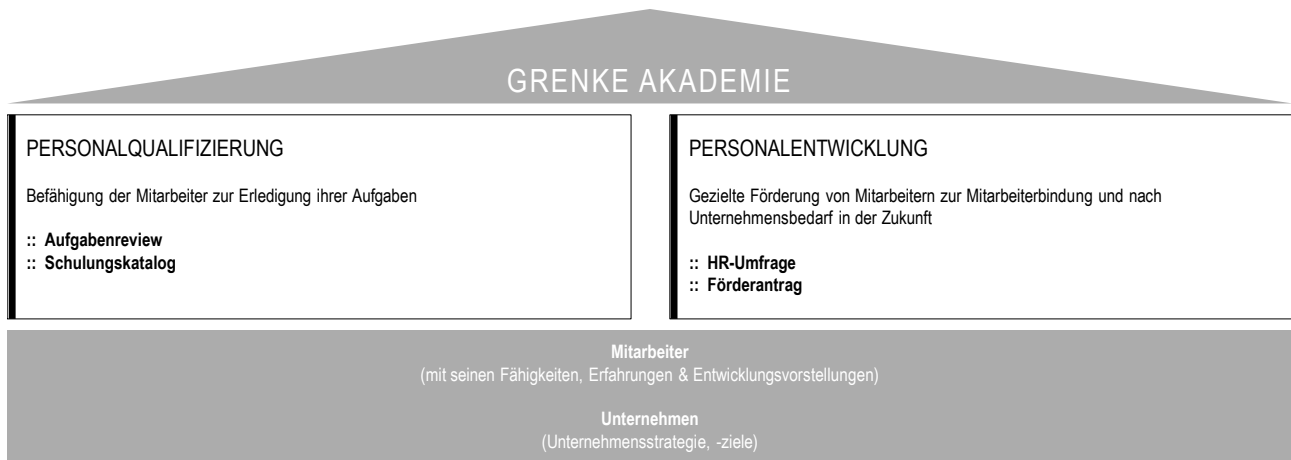 GRENKE AKADEMIE
PERSONALQUALIFIZIERUNG
Befähigung der Mitarbeiter zur Erledigung ihrer Aufgaben
:: Aufgabenreview
:: Schulungskatalog
PERSONALENTWICKLUNG
Gezielte Förderung von Mitarbeitern zur Mitarbeiterbindung und nach
Unternehmensbedarf in der Zukunft
:: HR-Umfrage
:: Förderantrag
Mitarbeiter
(mit seinen Fähigkeiten, Erfahrungen & Entwicklungsvorstellungen)
Unternehmen
(Unternehmensstrategie, -ziele)